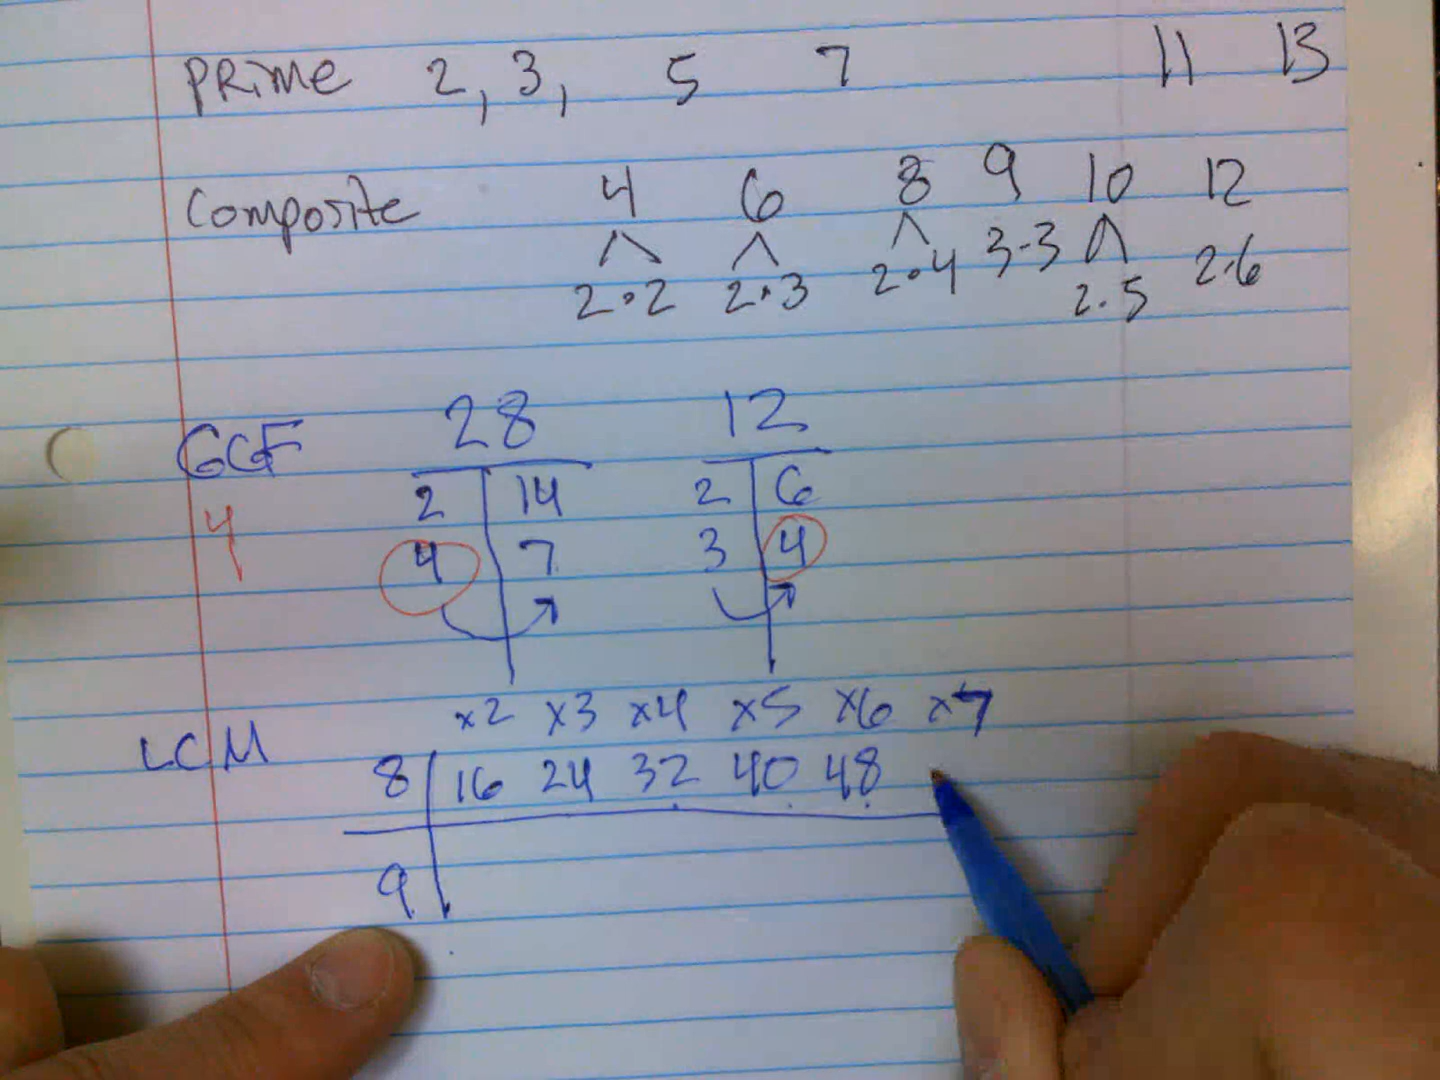 PRime 2, 3, 5 7 11 13
Composite 4 6 8 9 10 12
2•2 2•3 2•4 3-3 2.5 2.6
GCF 28 12
4 2 14 2 6
4 7 3 4
x2 x3 x4 x5 x6 x7
LCM 8 16 24 32 40 48
9